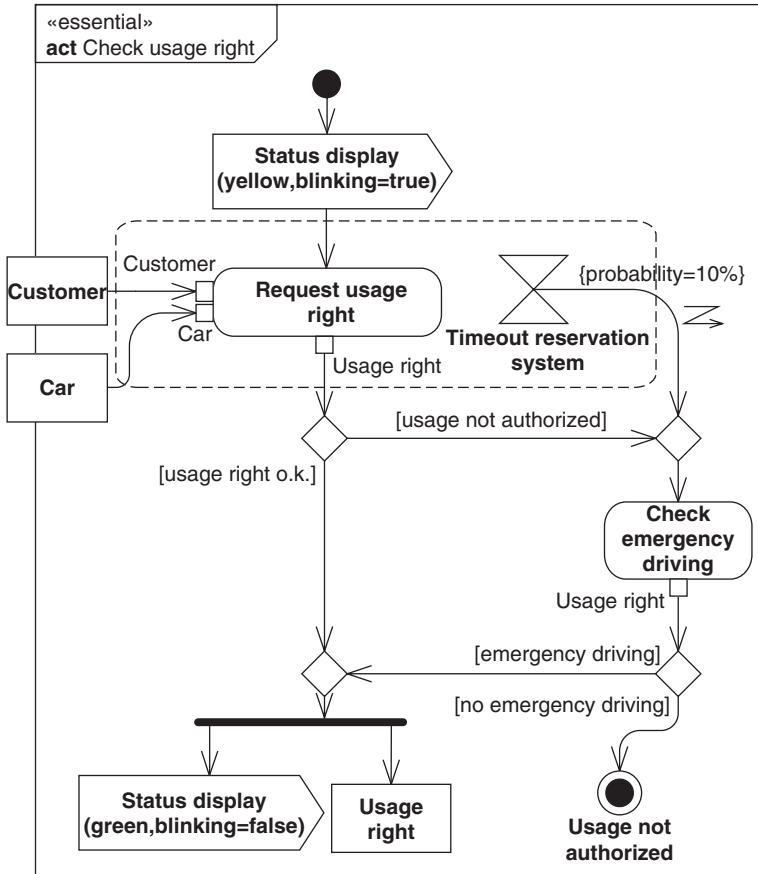 «essential»
act Check usage right
Status display
(yellow,blinking=true)
Customer
Customer
Request usage
right
{probability=10%}
Car
Timeout reservation
system
Usage right
Car
[usage not authorized]
[usage right o.k.]
Check
emergency
driving
Usage right
[emergency driving]
[no emergency driving]
Status display
(green,blinking=false)
Usage
right
Usage not
authorized